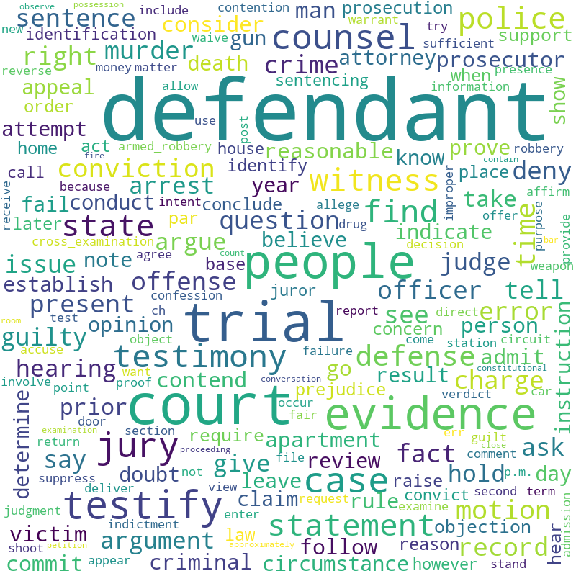 observe possession contention warrant include try prosecution
new sentence consider man police
identification waive gun counsel sufficient support
right murder attorney prosecutor
reverse money matter death crime when presence
appeal allow sentencing information show
order use post
defendant
attempt
home act armed_robbery house reasonable know prove robbery
fire identify place contain deny
call because conviction witness affirm
receive arrest year improper take offer
fail conduct intent conclude allege find purpose bar
later state question drug indicate time provide
cross_examination par argue believe decision weapon
issue note agree base people judge
count
establish offense officer tell
confession juror
present trial report direct error
test ch see circuit
guilty opinion object failure concern come station person instruction
accuse room
hearing testimony defense admit
want go constitutional car
involve contend conversation result charge
point proof occur prejudice verdict
prior court evidence
door fair
determine examination section require apartment err guilt close
return jury proceeding fact comment ask
say suppress not doubt give file review hold p.m. day
deliver view leave case raise convict
judgment testify claim request rule examine second term motion admission
indictment enter statement objection
victim argument law record
shoot petition approximately follow reason hear
commit appear criminal circumstance however stand